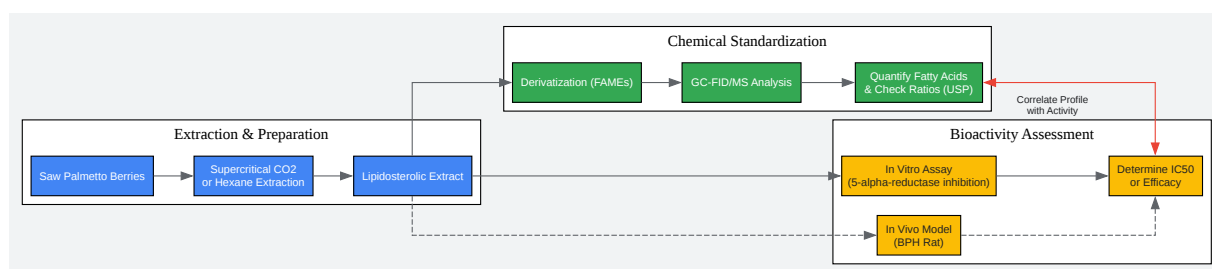 Chemical Standardization
Derivatization (FAMEs)
GC-FID/MS Analysis
Quantify Fatty Acids
& Check Ratios (USP)
Correlate Profile
with Activity
Extraction & Preparation
Saw Palmetto Berries
Supercritical CO2
or Hexane Extraction
Lipidosterolic Extract
Bioactivity Assessment
In Vitro Assay
(5-alpha-reductase inhibition)
Determine IC50
or Efficacy
In Vivo Model
(BPH Rat)